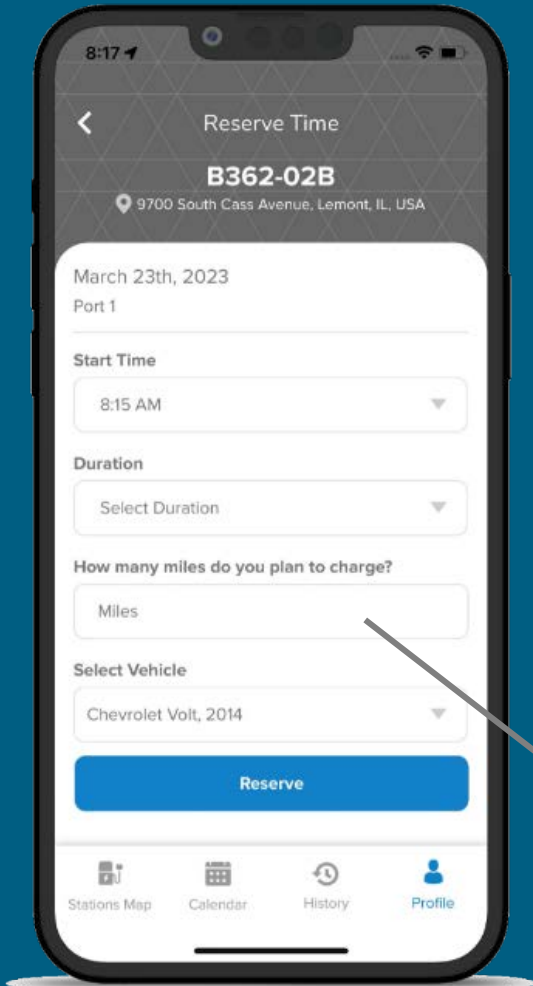 8:17
Reserve Time
B362-02B
9700 South Cass Avenue, Lemont, IL, USA
March 23th, 2023
Port 1
Start Time
8:15 AM
Duration
Select Duration
How many miles do you plan to charge?
Miles
Select Vehicle
Chevrolet Volt, 2014
Reserve
Stations Map Calendar History Profile